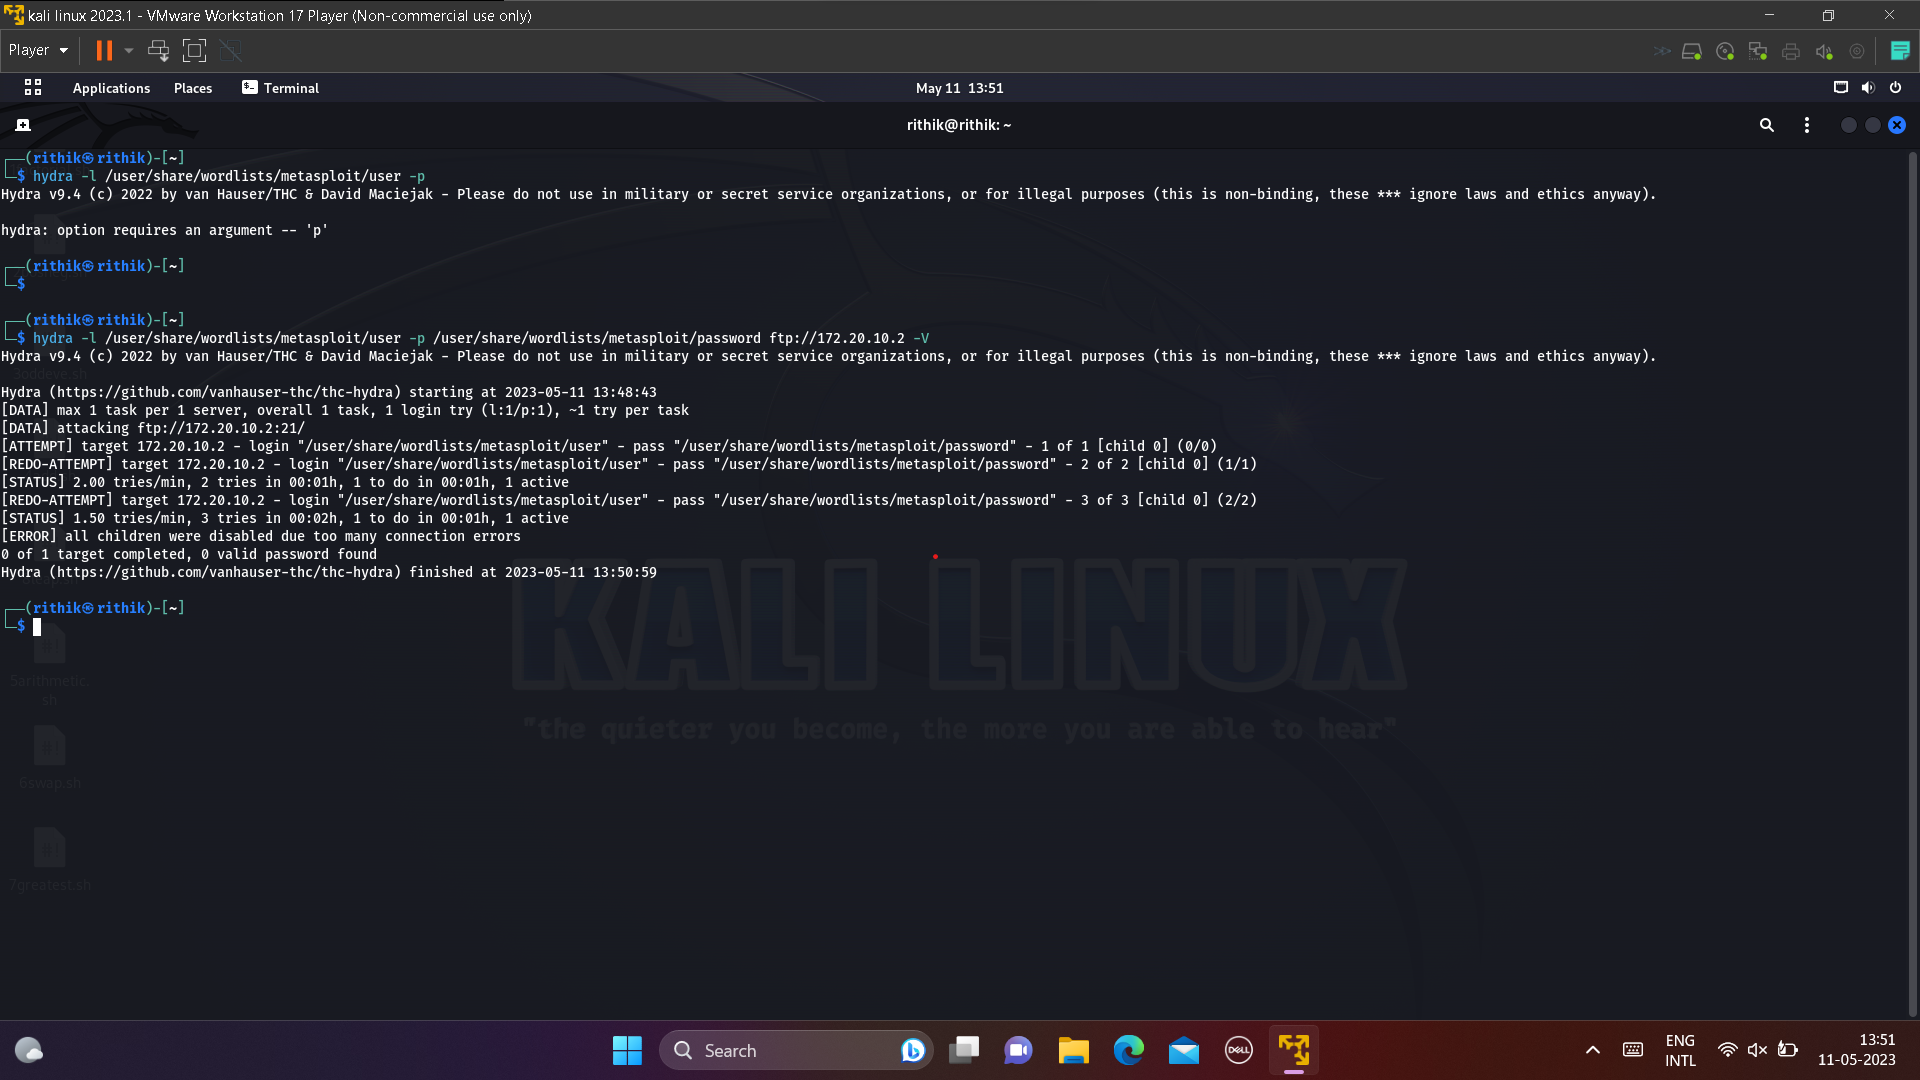 kali linux 2023.1 - VMware Workstation 17 Player (Non-commercial use only)
Player
Applications Places Terminal May 11 13:51
rithik@rithik: ~
(rithik㉿rithik)-[~]
$ hydra -l /user/share/wordlists/metasploit/user -p
Hydra v9.4 (c) 2022 by van Hauser/THC & David Maciejak - Please do not use in military or secret service organizations, or for illegal purposes (this is non-binding, these *** ignore laws and ethics anyway).
hydra: option requires an argument -- 'p'
(rithik㉿rithik)-[~]
$
(rithik㉿rithik)-[~]
$ hydra -l /user/share/wordlists/metasploit/user -p /user/share/wordlists/metasploit/password ftp://172.20.10.2 -V
Hydra v9.4 (c) 2022 by van Hauser/THC & David Maciejak - Please do not use in military or secret service organizations, or for illegal purposes (this is non-binding, these *** ignore laws and ethics anyway).
Hydra (https://github.com/vanhauser-thc/thc-hydra) starting at 2023-05-11 13:48:43
[DATA] max 1 task per 1 server, overall 1 task, 1 login try (l:1/p:1), ~1 try per task
[DATA] attacking ftp://172.20.10.2:21/
[ATTEMPT] target 172.20.10.2 - login "/user/share/wordlists/metasploit/user" - pass "/user/share/wordlists/metasploit/password" - 1 of 1 [child 0] (0/0)
[REDO-ATTEMPT] target 172.20.10.2 - login "/user/share/wordlists/metasploit/user" - pass "/user/share/wordlists/metasploit/password" - 2 of 2 [child 0] (1/1)
[STATUS] 2.00 tries/min, 2 tries in 00:01h, 1 to do in 00:01h, 1 active
[REDO-ATTEMPT] target 172.20.10.2 - login "/user/share/wordlists/metasploit/user" - pass "/user/share/wordlists/metasploit/password" - 3 of 3 [child 0] (2/2)
[STATUS] 1.50 tries/min, 3 tries in 00:02h, 1 to do in 00:01h, 1 active
[ERROR] all children were disabled due to many connection errors
0 of 1 target completed, 0 valid password found
Hydra (https://github.com/vanhauser-thc/thc-hydra) finished at 2023-05-11 13:50:59
(rithik㉿rithik)-[~]
$
KALI LINUX
"the quieter you become, the more you are able to hear"
3oddeve.sh
5arithmetic.
sh
6swap.sh
7greatest.sh
Search
DELL
ENG
INTL
13:51
11-05-2023